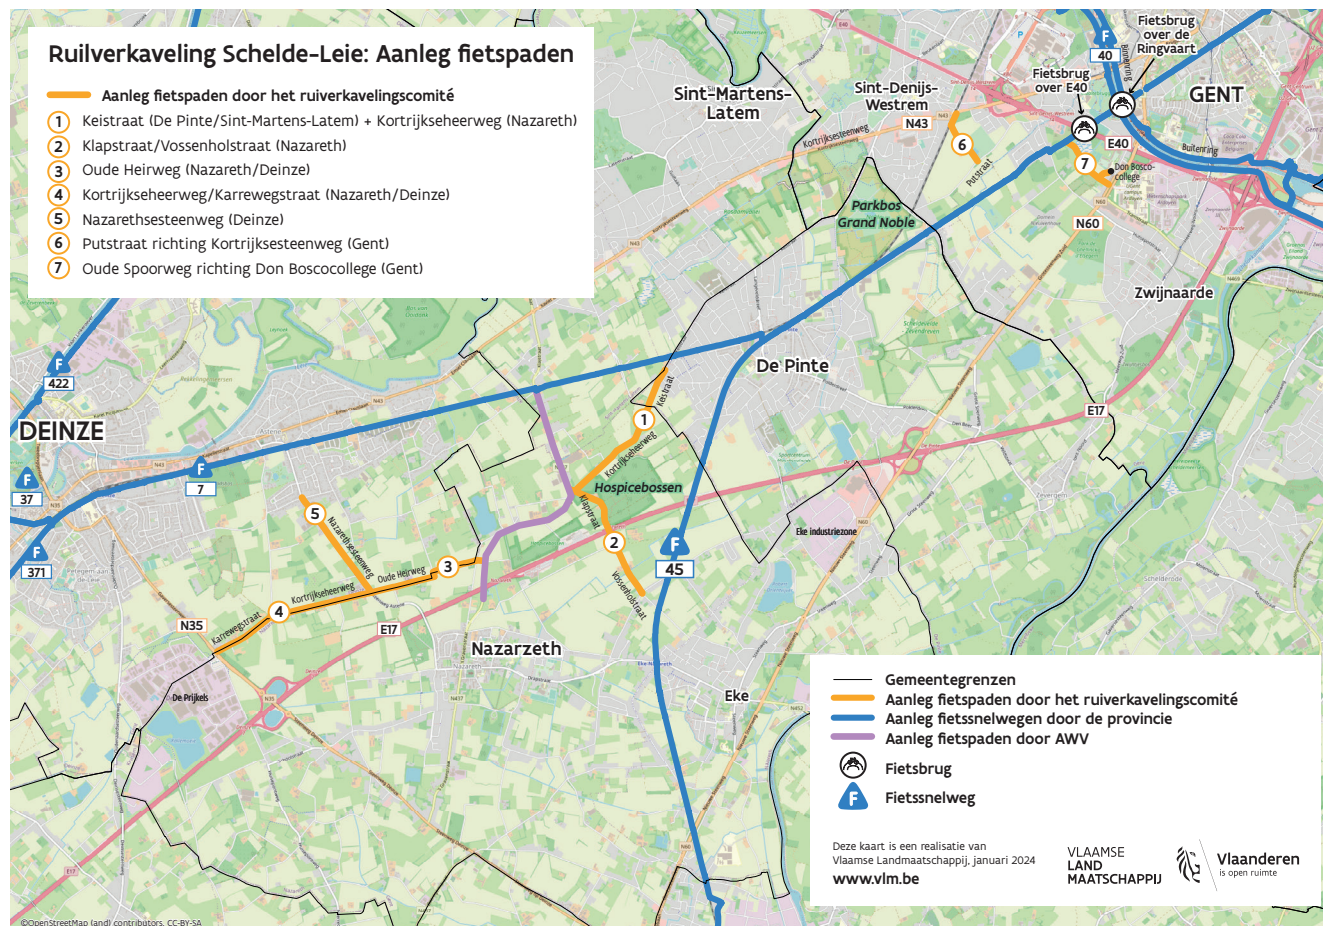 Ruilverkaveling Schelde-Leie: Aanleg fietspaden
Aanleg fietspaden door het ruiverkavelingscomité
1 Keistraat (De Pinte/Sint-Martens-Latem) + Kortrijkseheerweg (Nazareth)
2 Klapstraat/Vossenholstraat (Nazareth)
3 Oude Heirweg (Nazareth/Deinze)
4 Kortrijkseheerweg/Karrewegstraat (Nazareth/Deinze)
5 Nazarethsesteenweg (Deinze)
6 Putstraat richting Kortrijksesteenweg (Gent)
7 Oude Spoorweg richting Don Boscocollege (Gent)
Fietsbrug
over de
Ringvaart
F
40
Binnenring
Fietsbrug
over E40
GENT
Sint-Martens-
Latem
Sint-Denijs-
Westrem
N43
Kortrijksesteenweg
E40
Buitenring
6
Putstraat
7
Don Bosco-
college
N60
Parkbos
Grand Noble
Zwijnaarde
F
422
De Pinte
DEINZE
Keistraat
1
E17
Kortrijkseheerweg
F
7
F
37
Hospicebossen
Klapstraat
5
Nazarethsesteenweg
Eke industriezone
F
371
2
F
45
3
Oude Heirweg
Vossenholstraat
Kortrijkseheerweg
4
Karrewegstraat
N35
E17
Nazarzeth
De Prijkels
Eke
Gemeentegrenzen
Aanleg fietspaden door het ruiverkavelingscomité
Aanleg fietssnelwegen door de provincie
Aanleg fietspaden door AWV
Fietsbrug
F Fietssnelweg
Deze kaart is een realisatie van
Vlaamse Landmaatschappij, januari 2024
www.vlm.be
VLAAMSE
LAND
MAATSCHAPPIJ
Vlaanderen
is open ruimte
©OpenStreetMap (and) contributors, CC-BY-SA